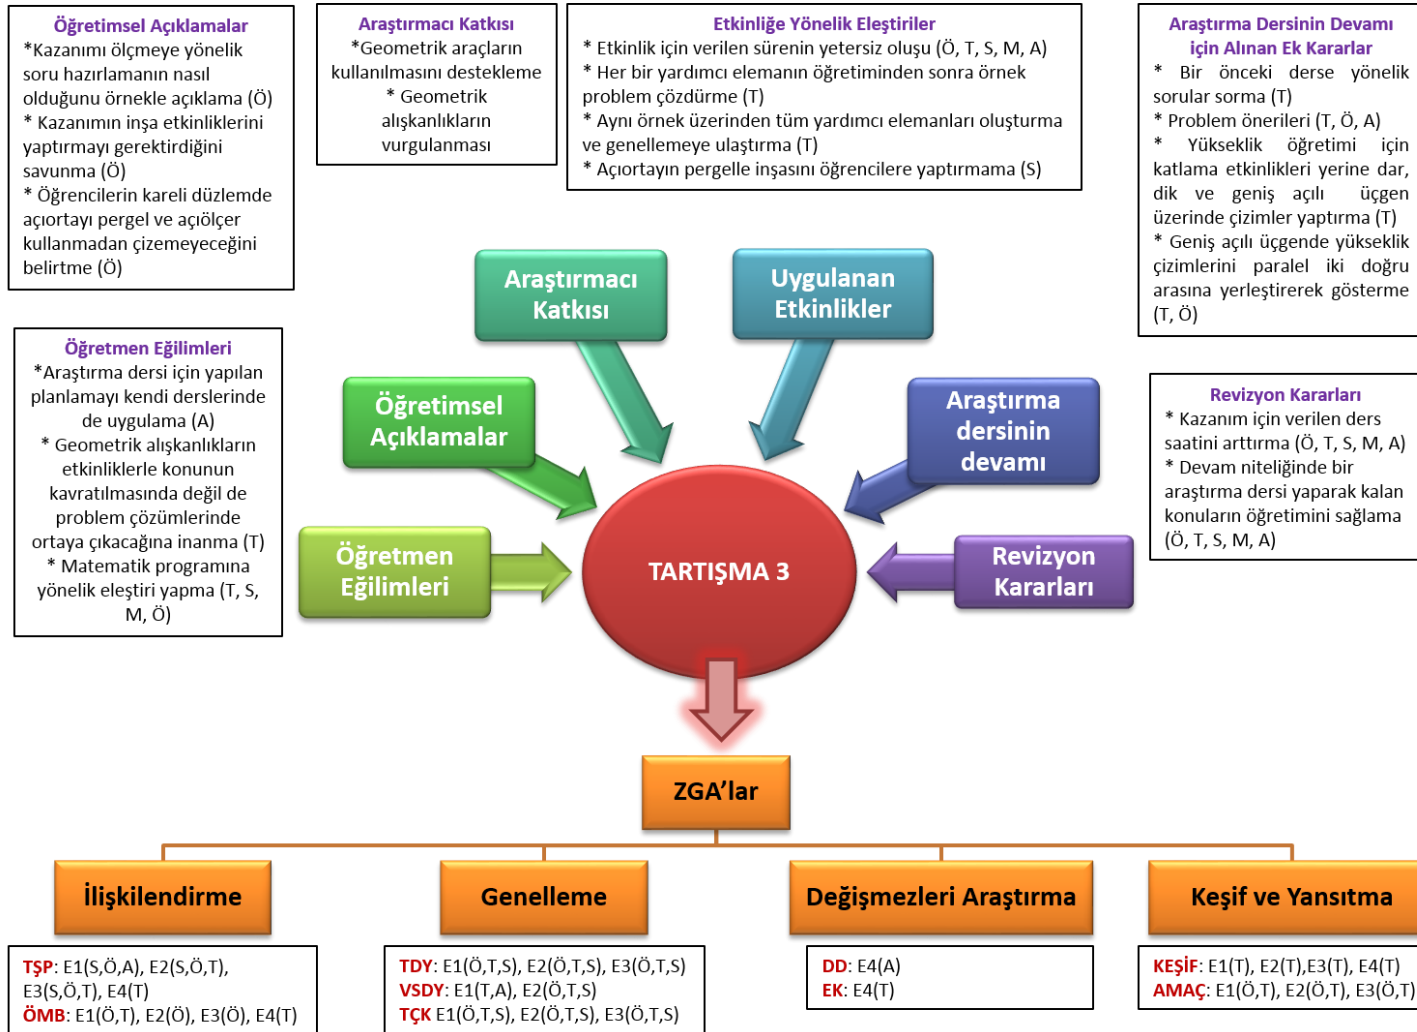 Öğretimsel Açıklamalar
*Kazanımı ölçmeye yönelik
soru hazırlamanın nasıl
olduğunu örnekle açıklama (Ö)
* Kazanımın inşa etkinliklerini
yaptırmayı gerektirdiğini
savunma (Ö)
* Öğrencilerin kareli düzlemde
açıortayı pergel ve açıölçer
kullanmadan çizemeyeceğini
belirtme (Ö)
Araştırmacı Katkısı
*Geometrik araçların
kullanılmasını destekleme
* Geometrik
alışkanlıkların
vurgulanması
Etkinliğe Yönelik Eleştiriler
* Etkinlik için verilen sürenin yetersiz oluşu (Ö, T, S, M, A)
* Her bir yardımcı elemanın öğretiminden sonra örnek
problem çözdürme (T)
* Aynı örnek üzerinden tüm yardımcı elemanları oluşturma
ve genellemeye ulaştırma (T)
* Açıortayın pergelle inşasını öğrencilere yaptırmama (S)
Araştırma Dersinin Devamı
için Alınan Ek Kararlar
* Bir önceki derse yönelik
sorular sorma (T)
* Problem önerileri (T, Ö, A)
* Yükseklik öğretimi için
katlama etkinlikleri yerine dar,
dik ve geniş açılı üçgen
üzerinde çizimler yaptırma (T)
* Geniş açılı üçgende yükseklik
çizimlerini paralel iki doğru
arasına yerleştirerek gösterme
(T, Ö)
Öğretmen Eğilimleri
*Araştırma dersi için yapılan
planlamayı kendi derslerinde
de uygulama (A)
* Geometrik alışkanlıkların
etkinliklerle konunun
kavratılmasında değil de
problem çözümlerinde
ortaya çıkacağına inanma (T)
* Matematik programına
yönelik eleştiri yapma (T, S,
M, Ö)
Araştırmacı
Katkısı
Uygulanan
Etkinlikler
Öğretimsel
Açıklamalar
Araştırma
dersinin
devamı
Öğretmen
Eğilimleri
TARTIŞMA 3
Revizyon
Kararları
Revizyon Kararları
* Kazanım için verilen ders
saatini arttırma (Ö, T, S, M, A)
* Devam niteliğinde bir
araştırma dersi yaparak kalan
konuların öğretimini sağlama
(Ö, T, S, M, A)
ZGA’lar
İlişkilendirme
Genelleme
Değişmezleri Araştırma
Keşif ve Yansıtma
TŞP: E1(S,Ö,A), E2(S,Ö,T),
E3(S,Ö,T), E4(T)
ÖMB: E1(Ö,T), E2(Ö), E3(Ö), E4(T)
TDY: E1(Ö,T,S), E2(Ö,T,S), E3(Ö,T,S)
VSDY: E1(T,A), E2(Ö,T,S)
TÇK E1(Ö,T,S), E2(Ö,T,S), E3(Ö,T,S)
DD: E4(A)
EK: E4(T)
KEŞİF: E1(T), E2(T),E3(T), E4(T)
AMAÇ: E1(Ö,T), E2(Ö,T), E3(Ö,T)